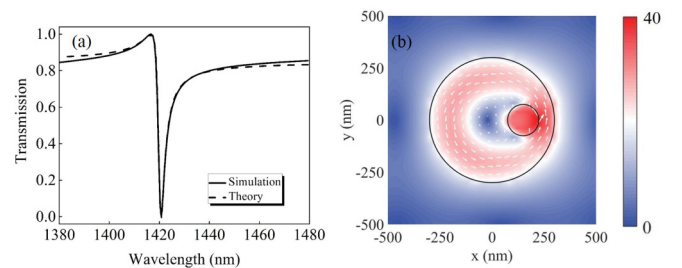 (a)
Transmission
1.0
0.8
0.6
0.4
0.2
0.0
Simulation
Theory
1380 1400 1420 1440 1460 1480
Wavelength (nm)
(b)
y (nm)
500
250
0
-250
-500
-500 -250 0 250 500
x (nm)
40
0